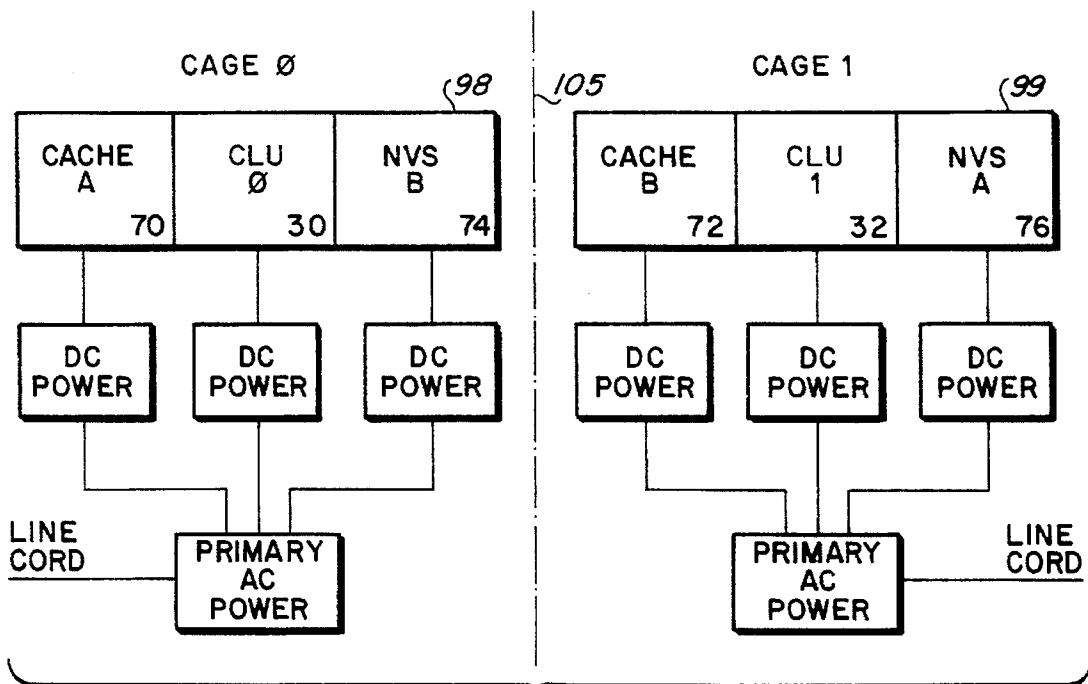 CAGE Ø
98
CACHE
A
70
CLU
Ø
30
NVS
B
74
DC
POWER
DC
POWER
DC
POWER
LINE
CORD
PRIMARY
AC
POWER
105
CAGE 1
99
CACHE
B
72
CLU
1
32
NVS
A
76
DC
POWER
DC
POWER
DC
POWER
PRIMARY
AC
POWER
LINE
CORD